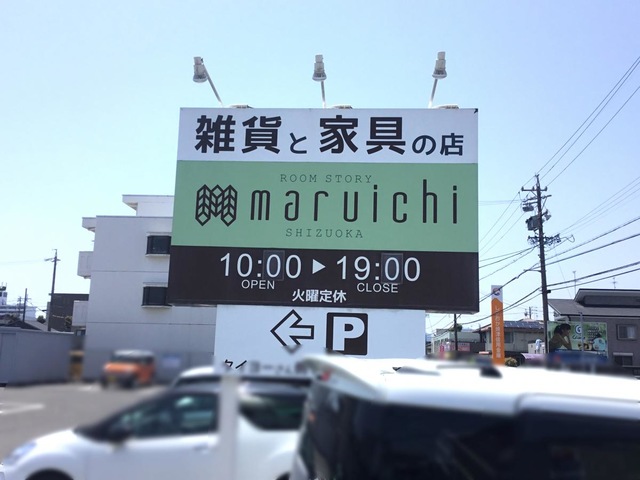 雑貨と家具の店
ROOM STORY
maruichi
SHIZUOKA
10:00 ▶ 19:00
OPEN CLOSE
火曜定休
← P